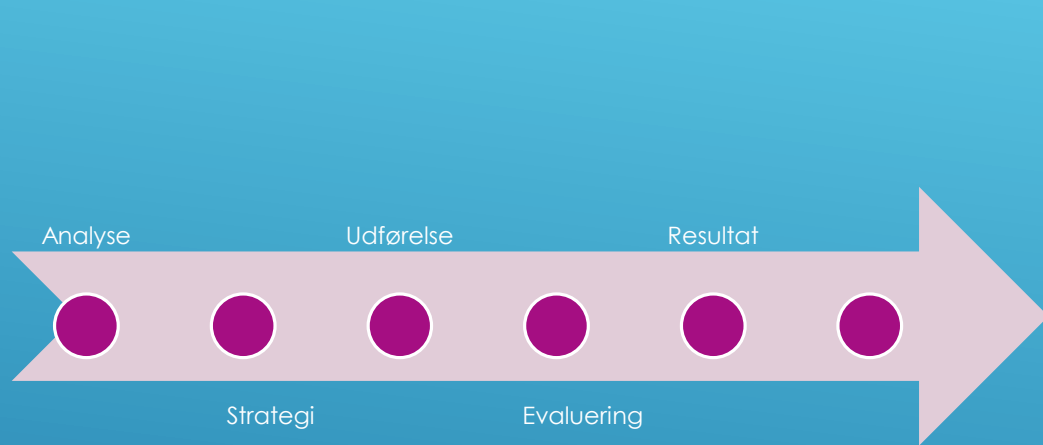 Analyse
Strategi
Udførelse
Evaluering
Resultat